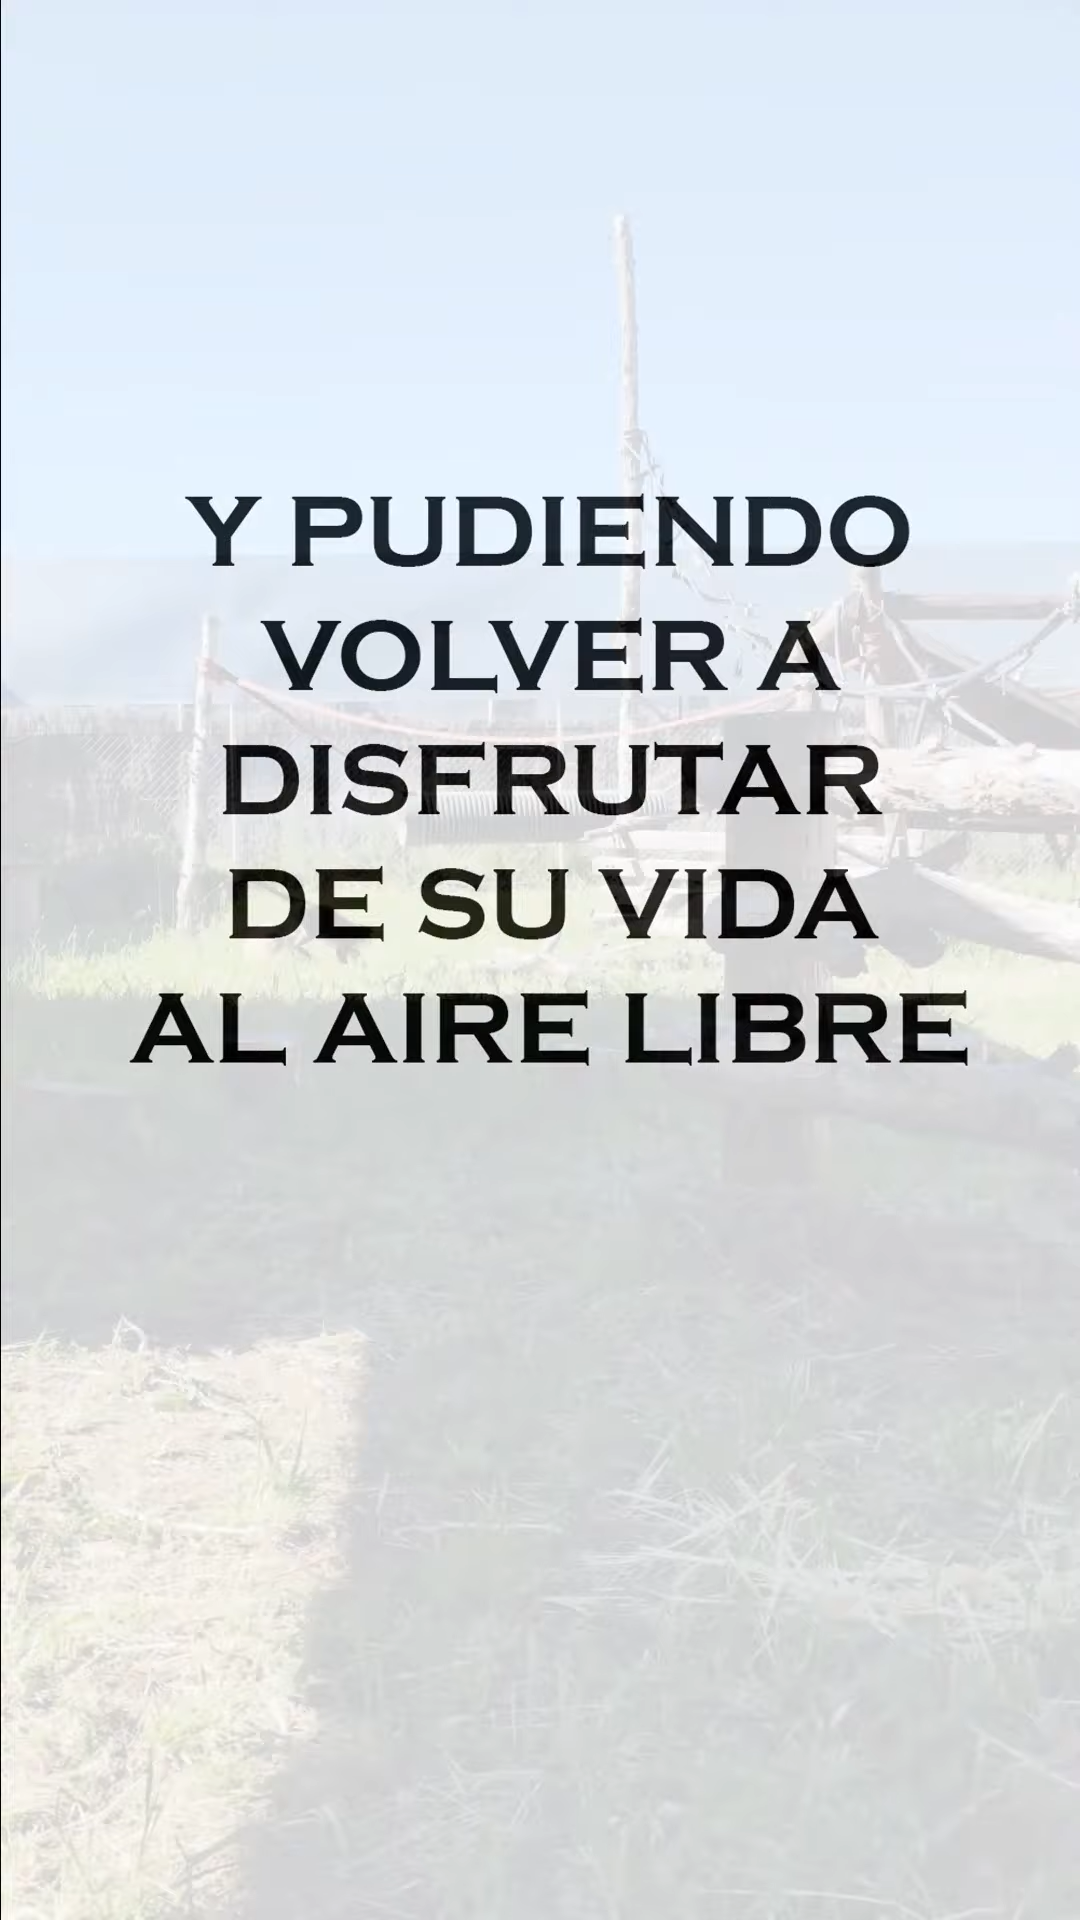 Y PUDIENDO
VOLVER A
DISFRUTAR
DE SU VIDA
AL AIRE LIBRE